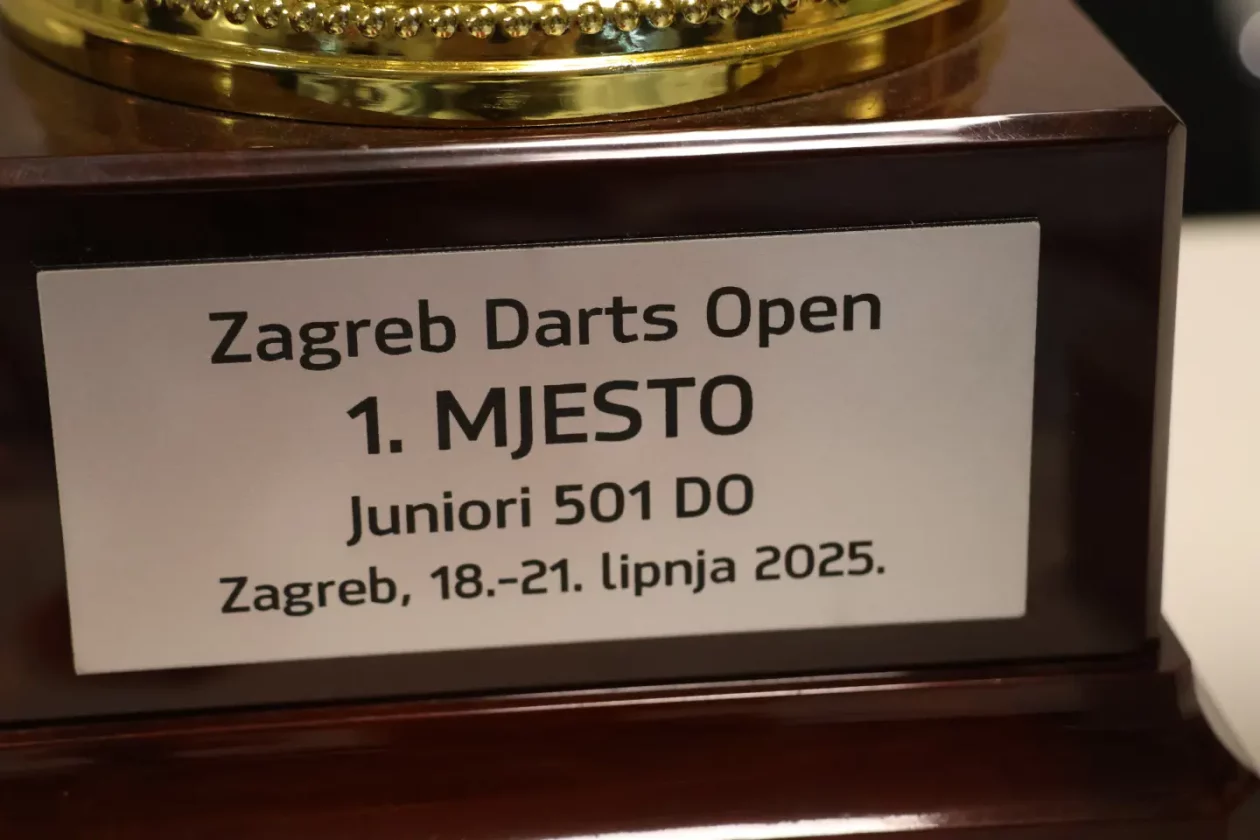 Zagreb Darts Open
1. MJESTO
Juniori 501 DO
Zagreb, 18.-21. lipnja 2025.